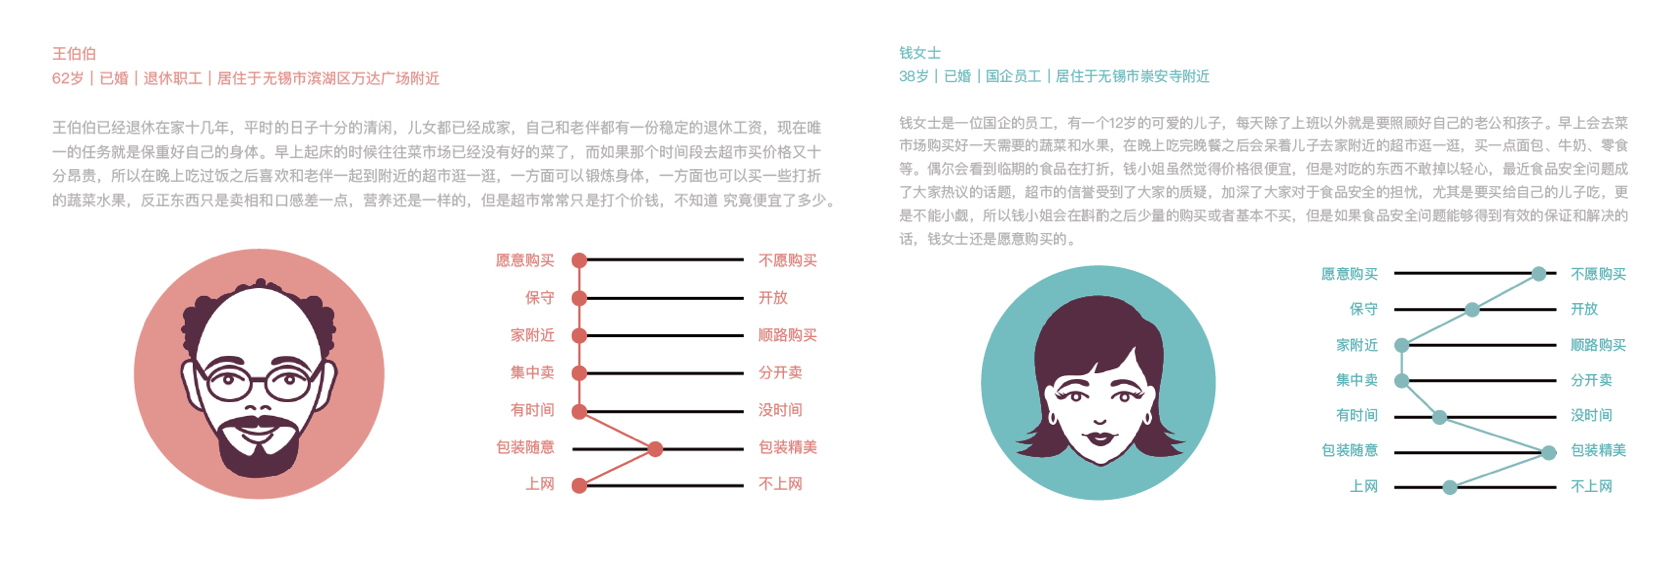 王伯伯
62岁｜已婚｜退休职工｜居住于无锡市滨湖区万达广场附近
王伯伯已经退休在家十几年，平时的日子十分的清闲，儿女都已经成家，自己和老伴都有一份稳定的退休工资，现在唯
一的任务就是保重好自己的身体。早上起床的时候往往菜市场已经没有好的菜了，而如果那个时间段去超市买价格又十
分昂贵，所以在晚上吃过饭之后喜欢和老伴一起到附近的超市逛一逛，一方面可以锻炼身体，一方面也可以买一些打折
的蔬菜水果，反正东西只是卖相和口感差一点，营养还是一样的，但是超市常常只是打个价钱，不知道 究竟便宜了多少。
愿意购买 不愿购买
保守 开放
家附近 顺路购买
集中卖 分开卖
有时间 没时间
包装随意 包装精美
上网 不上网
钱女士
38岁｜已婚｜国企员工｜居住于无锡市崇安寺附近
钱女士是一位国企的员工，有一个12岁的可爱的儿子，每天除了上班以外就是要照顾好自己的老公和孩子。早上会去菜
市场购买好一天需要的蔬菜和水果，在晚上吃完晚餐之后会呆着儿子去家附近的超市逛一逛，买一点面包、牛奶、零食
等。偶尔会看到临期的食品在打折，钱小姐虽然觉得价格很便宜，但是对吃的东西不敢掉以轻心，最近食品安全问题成
了大家热议的话题，超市的信誉受到了大家的质疑，加深了大家对于食品安全的担忧，尤其是要买给自己的儿子吃，更
是不能小觑，所以钱小姐会在斟酌之后少量的购买或者基本不买，但是如果食品安全问题能够得到有效的保证和解决的
话，钱女士还是愿意购买的。
愿意购买 不愿购买
保守 开放
家附近 顺路购买
集中卖 分开卖
有时间 没时间
包装随意 包装精美
上网 不上网